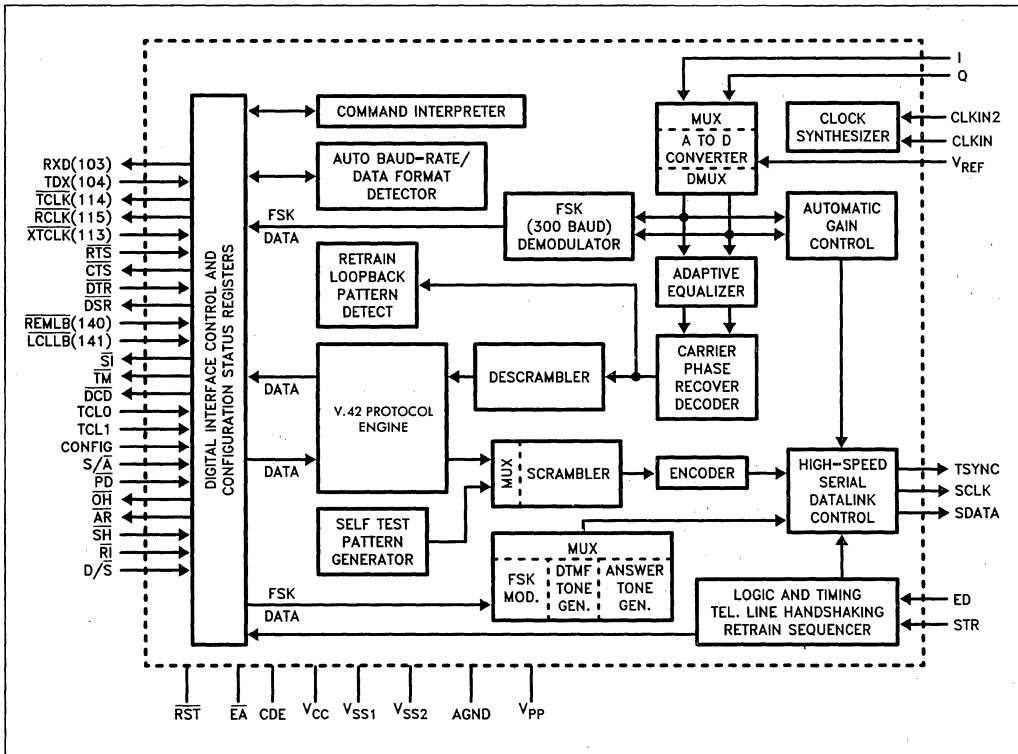 I
Q
CLKIN2
CLKIN
VREF
MUX
A TO D
CONVERTER
DMUX
CLOCK
SYNTHESIZER
COMMAND INTERPRETER
AUTO BAUD-RATE/
DATA FORMAT
DETECTOR
FSK
DATA
FSK
(300 BAUD)
DEMODULATOR
AUTOMATIC
GAIN
CONTROL
RETRAIN
LOOPBACK
PATTERN
DETECT
ADAPTIVE
EQUALIZER
CARRIER
PHASE
RECOVER
DECODER
DESCRAMBLER
DATA
V.42 PROTOCOL
ENGINE
DATA
MUX
SCRAMBLER
ENCODER
HIGH-SPEED
SERIAL
DATALINK
CONTROL
TSYNC
SCLK
SDATA
SELF TEST
PATTERN
GENERATOR
MUX
FSK
MOD.
DTMF
TONE
GEN.
ANSWER
TONE
GEN.
FSK
DATA
LOGIC AND TIMING
TEL. LINE HANDSHAKING
RETRAIN SEQUENCER
ED
STR
DIGITAL INTERFACE CONTROL AND
CONFIGURATION STATUS REGISTERS
RXD(103)
TDX(104)
TCLK(114)
RCLK(115)
XTCLK(113)
RTS
CTS
DTR
DSR
REMLB(140)
LCLLB(141)
SI
TM
DCD
TCL0
TCL1
CONFIG
S/A
PD
OH
AR
SH
RI
D/S
RST
EA
CDE
VCC
VSS1
VSS2
AGND
VPP